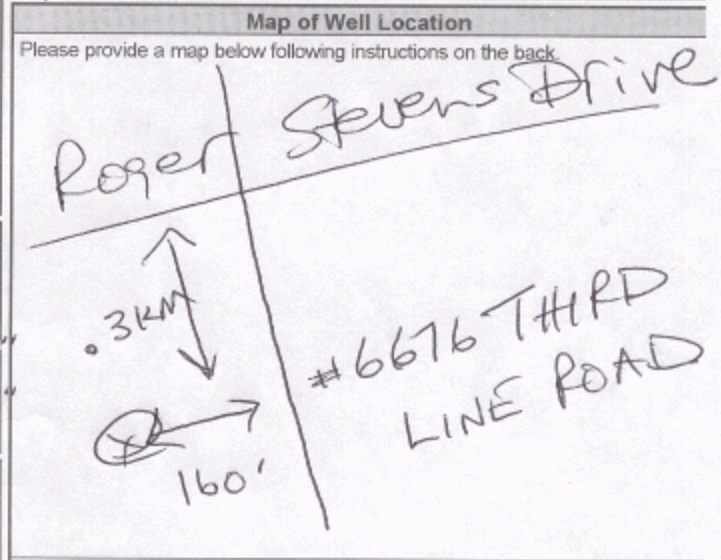 Map of Well Location
Please provide a map below following instructions on the back.
Roger Stevens Drive
.3KM
#6676 THIRD
LINE ROAD
160'